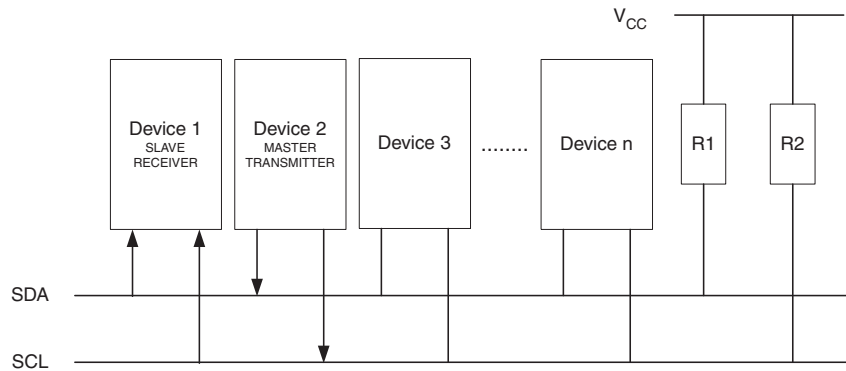 VCC
Device 1
SLAVE
RECEIVER
Device 2
MASTER
TRANSMITTER
Device 3
........
Device n
R1
R2
SDA
SCL